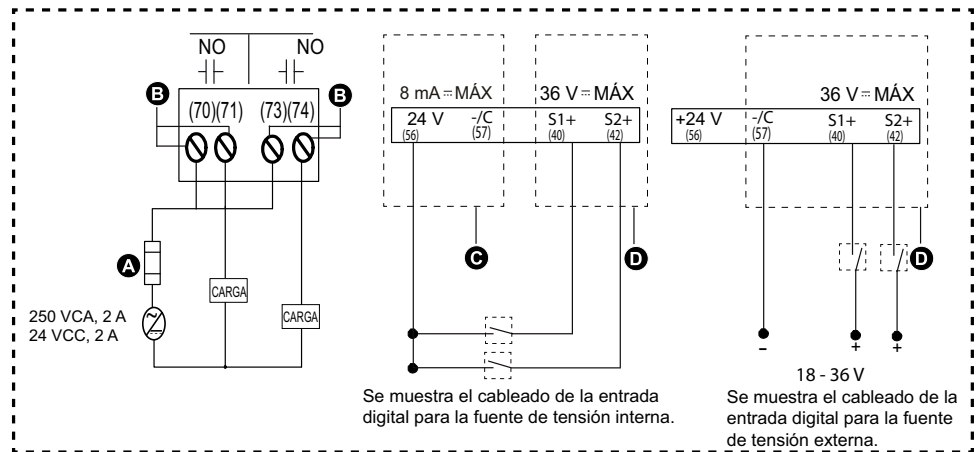 NO NO
B (70)(71) (73)(74) B
A
250 VCA, 2 A
24 VCC, 2 A
CARGA
CARGA
8 mA ⎓ MÁX 36 V ⎓ MÁX
24 V -/C S1+ S2+
(56) (57) (40) (42)
C D
Se muestra el cableado de la entrada
digital para la fuente de tensión interna.
36 V ⎓ MÁX
+24 V -/C S1+ S2+
(56) (57) (40) (42)
D
– + +
18 - 36 V
Se muestra el cableado de la
entrada digital para la fuente
de tensión externa.